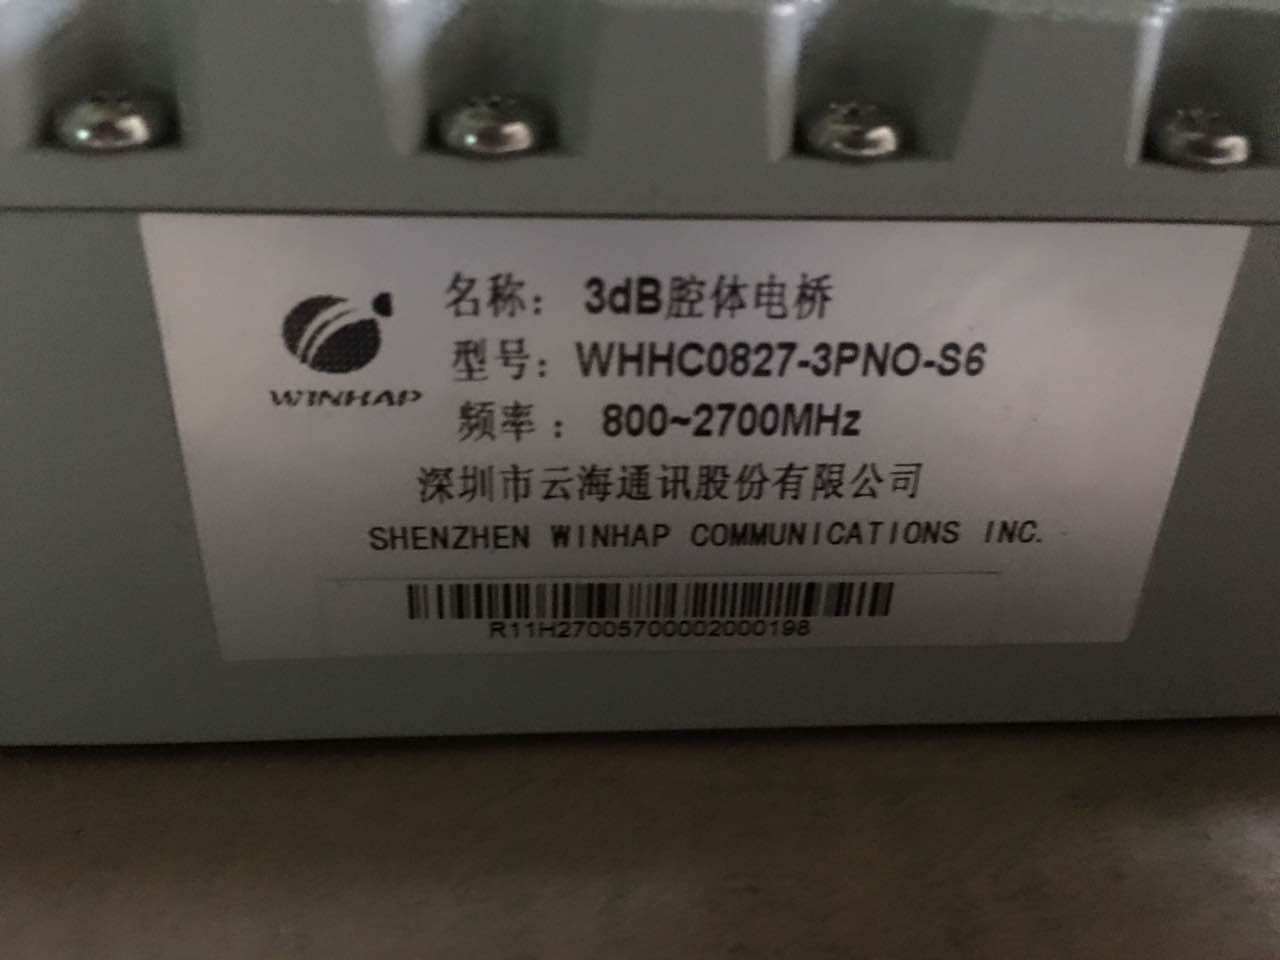 名称： 3dB腔体电桥
WINHAP
型号：WHHC0827-3PNO-S6
频率 ： 800~2700MHz
深圳市云海通讯股份有限公司
SHENZHEN WINHAP COMMUNICATIONS INC.
R11H27005700002000198